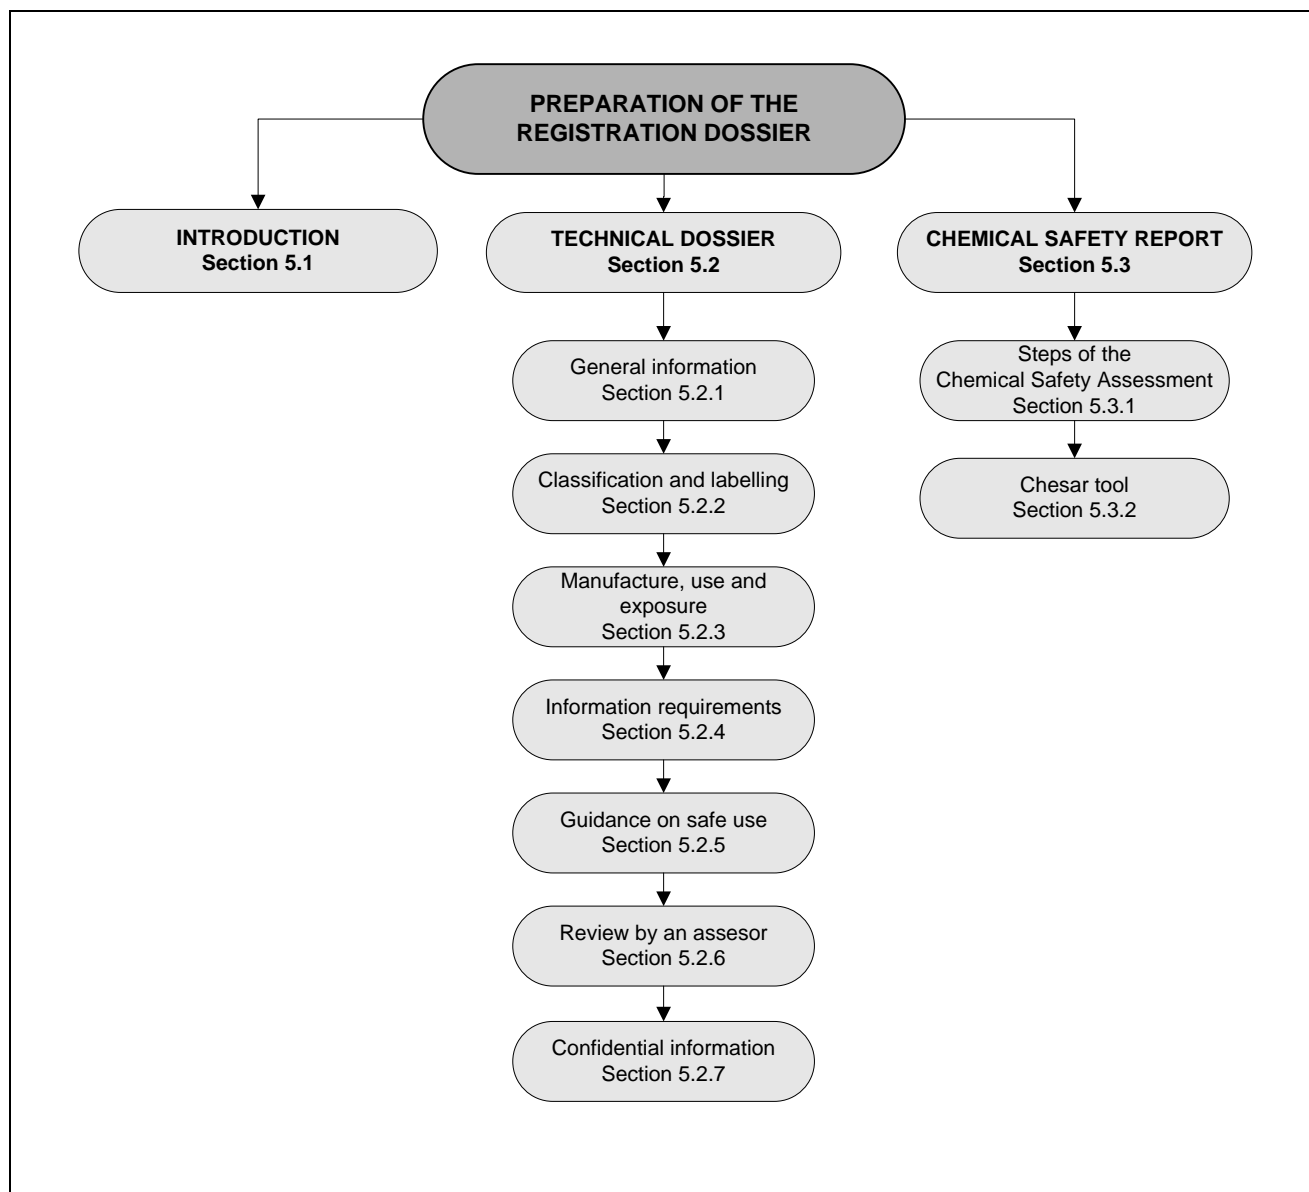 PREPARATION OF THE
REGISTRATION DOSSIER
INTRODUCTION
Section 5.1
TECHNICAL DOSSIER
Section 5.2
CHEMICAL SAFETY REPORT
Section 5.3
General information
Section 5.2.1
Classification and labelling
Section 5.2.2
Manufacture, use and
exposure
Section 5.2.3
Information requirements
Section 5.2.4
Guidance on safe use
Section 5.2.5
Review by an assesor
Section 5.2.6
Confidential information
Section 5.2.7
Steps of the
Chemical Safety Assessment
Section 5.3.1
Chesar tool
Section 5.3.2